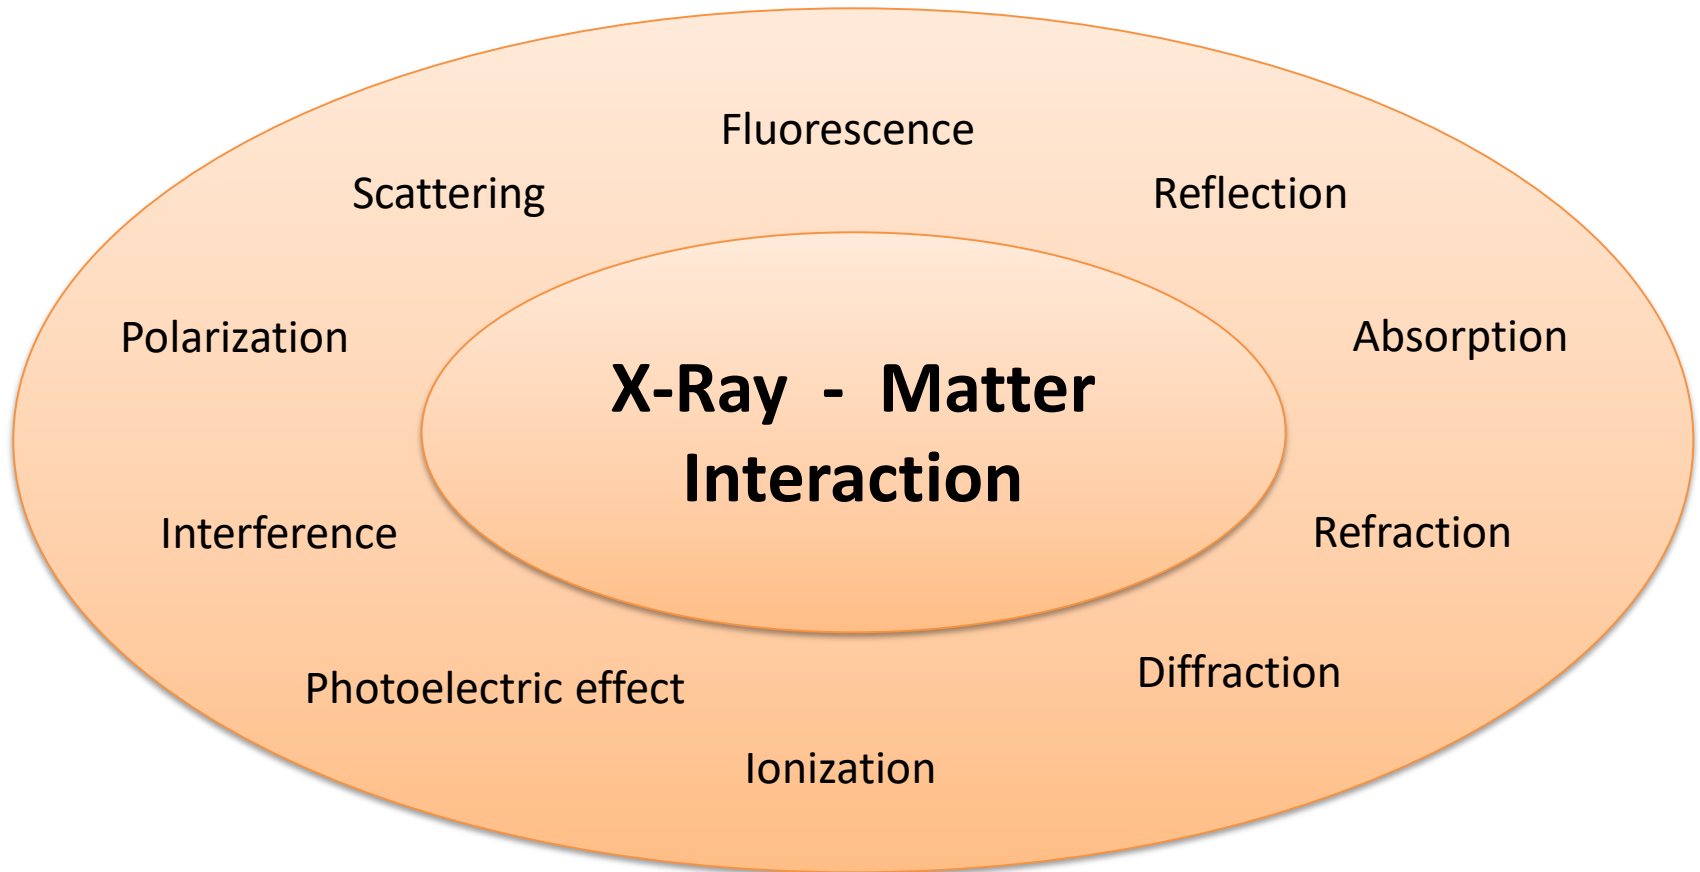 Fluorescence
Scattering
Reflection
Polarization
Absorption
X-Ray - Matter
Interaction
Interference
Refraction
Photoelectric effect
Diffraction
Ionization